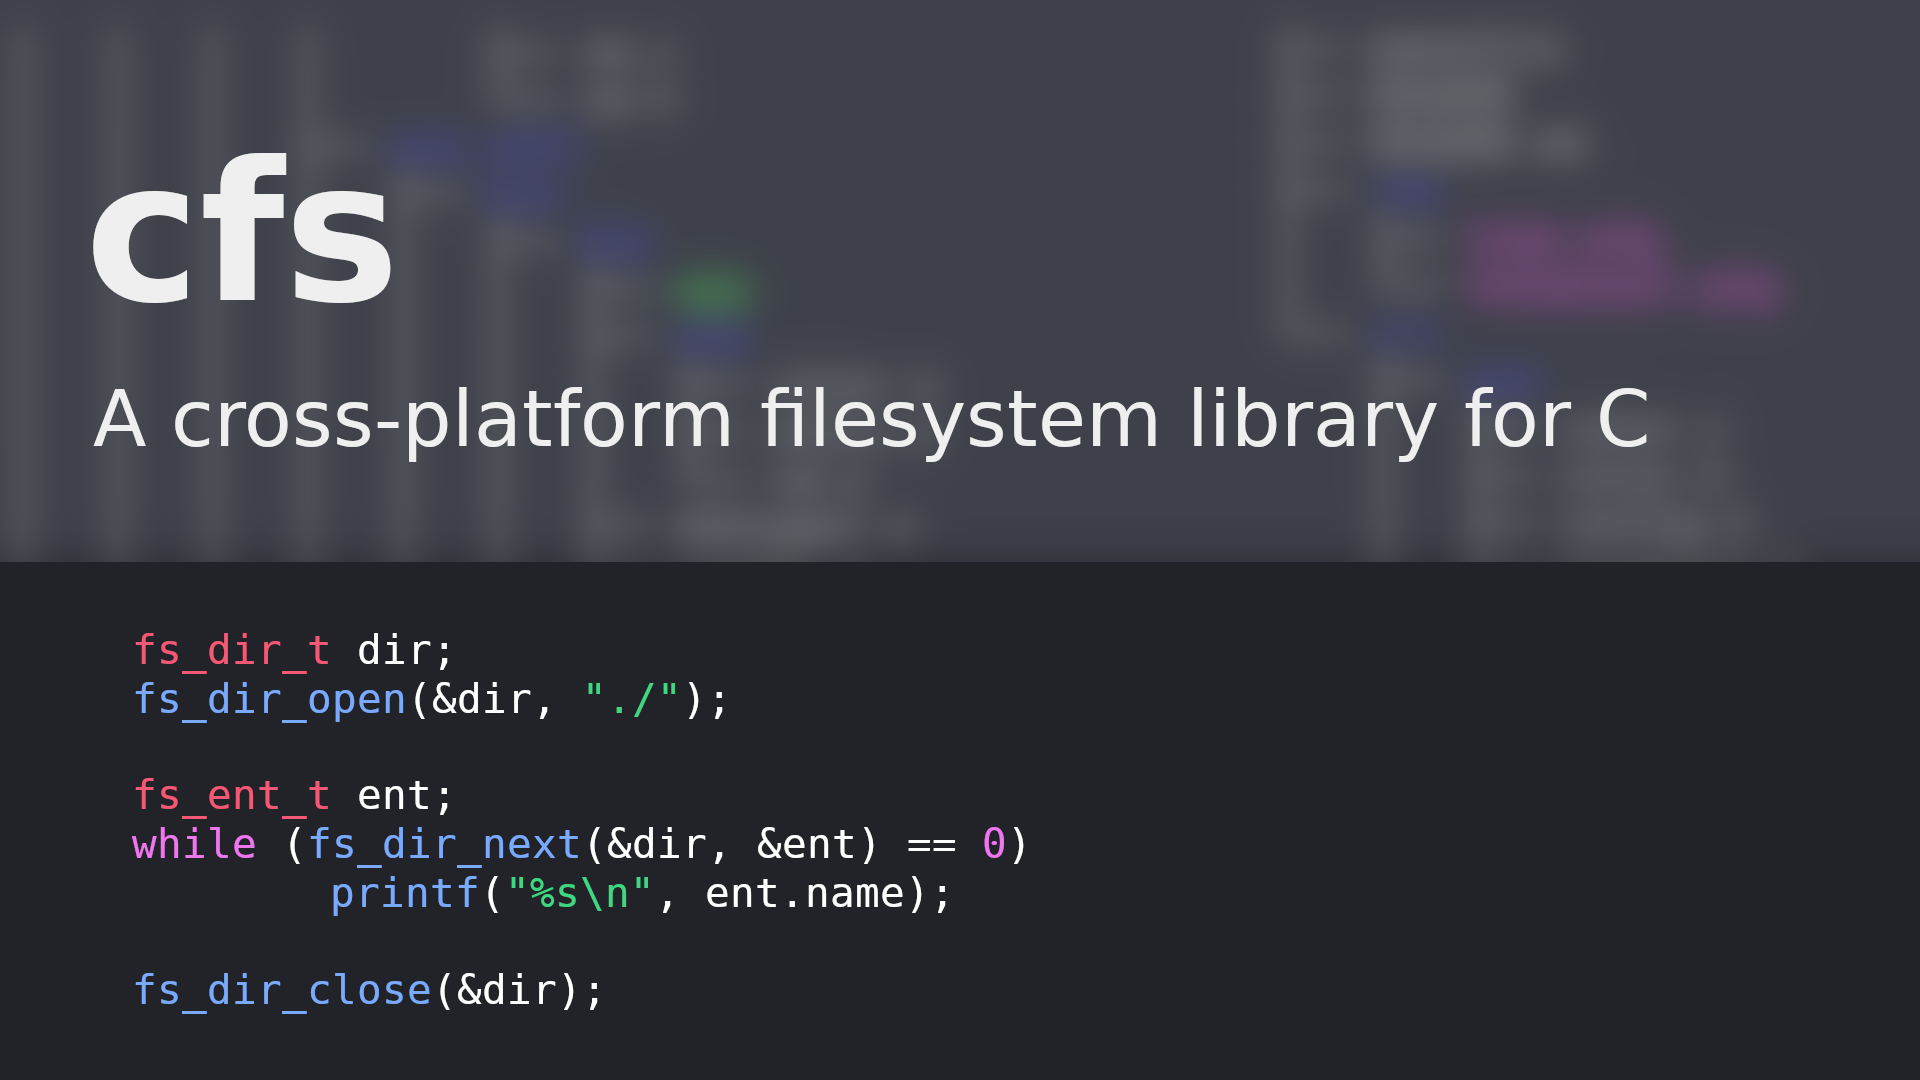 cfs
A cross-platform filesystem library for C
fs_dir_t dir;
fs_dir_open(&dir, "./");
fs_ent_t ent;
while (fs_dir_next(&dir, &ent) == 0)
printf("%s\n", ent.name);
fs_dir_close(&dir);